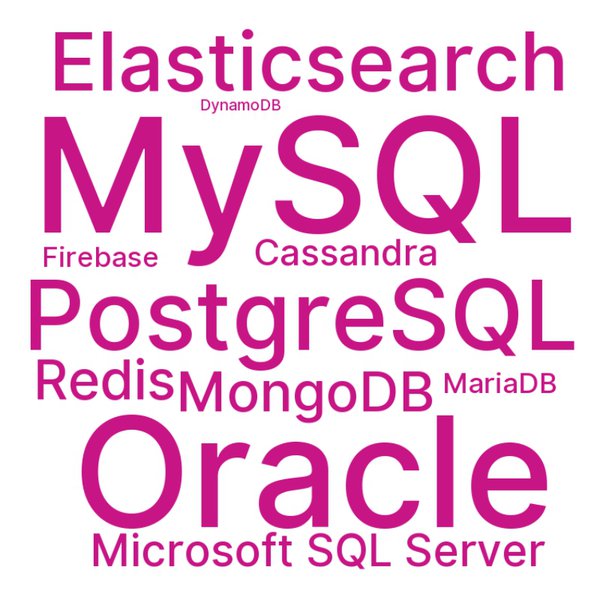 Elasticsearch
DynamoDB
MySQL
Firebase Cassandra
PostgreSQL
Redis MongoDB MariaDB
Oracle
Microsoft SQL Server